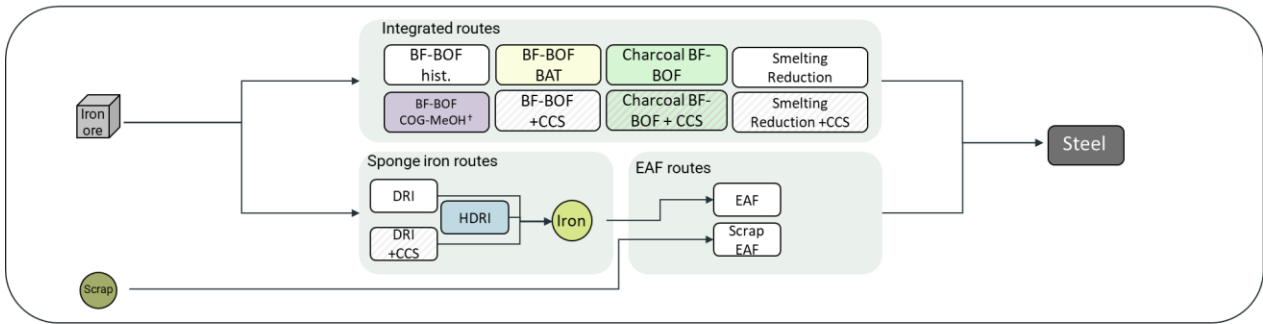 Integrated routes
BF-BOF
hist.
BF-BOF
BAT
Charcoal BF-
BOF
Smelting
Reduction
BF-BOF
COG-MeOH†
BF-BOF
+CCS
Charcoal BF-
BOF + CCS
Smelting
Reduction +CCS
Iron
ore
Steel
Sponge iron routes
DRI
HDRI
DRI
+CCS
Iron
EAF routes
EAF
Scrap
EAF
Scrap